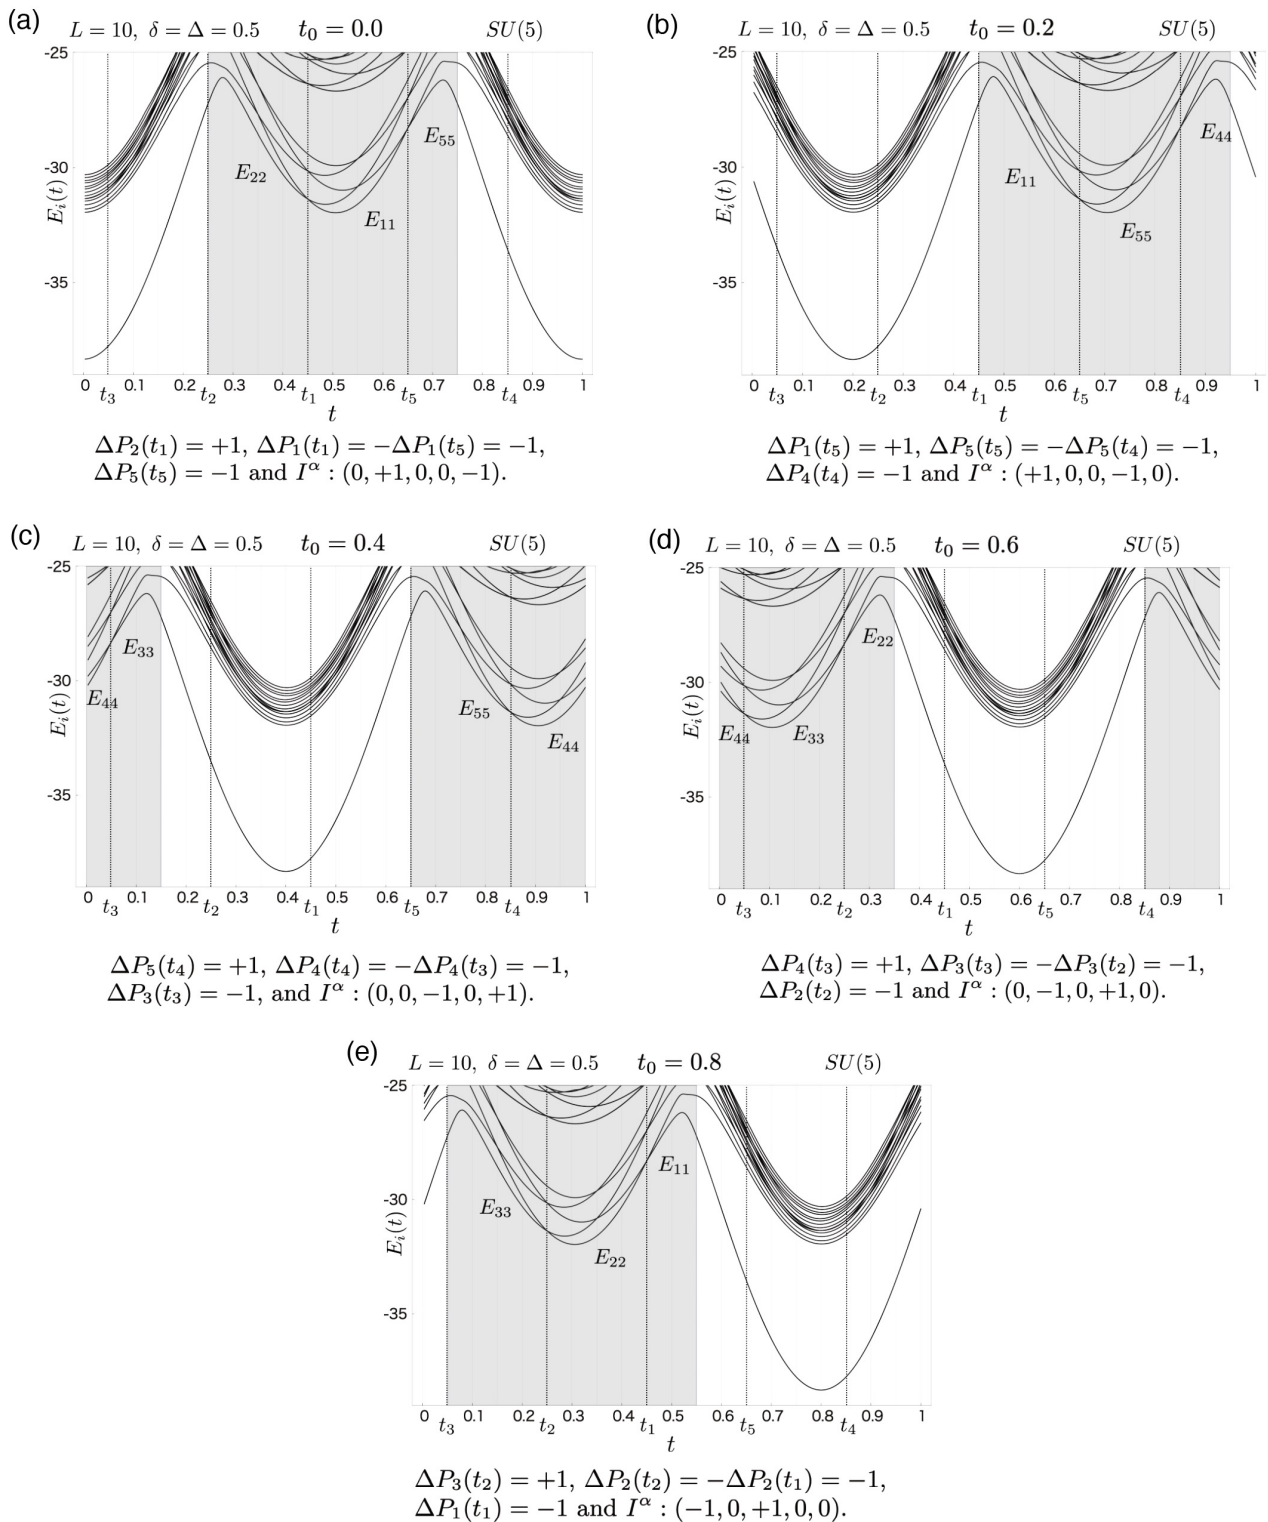 (a) L = 10, δ = Δ = 0.5 t₀ = 0.0 SU(5)
-25
-30
-35
Eᵢ(t)
E₂₂
E₁₁
E₅₅
0 0.1 0.2 0.3 0.4 0.5 0.6 0.7 0.8 0.9 1
t₃ t₂ t₁ t₅ t₄
t
ΔP₂(t₁) = +1, ΔP₁(t₁) = −ΔP₁(t₅) = −1,
ΔP₅(t₅) = −1 and I^α : (0, +1, 0, 0, −1).
(b) L = 10, δ = Δ = 0.5 t₀ = 0.2 SU(5)
-25
-30
-35
Eᵢ(t)
E₁₁
E₅₅
E₄₄
0 0.1 0.2 0.3 0.4 0.5 0.6 0.7 0.8 0.9 1
t₃ t₂ t₁ t₅ t₄
t
ΔP₁(t₅) = +1, ΔP₅(t₅) = −ΔP₅(t₄) = −1,
ΔP₄(t₄) = −1 and I^α : (+1, 0, 0, −1, 0).
(c) L = 10, δ = Δ = 0.5 t₀ = 0.4 SU(5)
-25
-30
-35
Eᵢ(t)
E₄₄
E₃₃
E₅₅
E₄₄
0 0.1 0.2 0.3 0.4 0.5 0.6 0.7 0.8 0.9 1
t₃ t₂ t₁ t₅ t₄
t
ΔP₅(t₄) = +1, ΔP₄(t₄) = −ΔP₄(t₃) = −1,
ΔP₃(t₃) = −1, and I^α : (0, 0, −1, 0, +1).
(d) L = 10, δ = Δ = 0.5 t₀ = 0.6 SU(5)
-25
-30
-35
Eᵢ(t)
E₄₄
E₃₃
E₂₂
0 0.1 0.2 0.3 0.4 0.5 0.6 0.7 0.8 0.9 1
t₃ t₂ t₁ t₅ t₄
t
ΔP₄(t₃) = +1, ΔP₃(t₃) = −ΔP₃(t₂) = −1,
ΔP₂(t₂) = −1 and I^α : (0, −1, 0, +1, 0).
(e) L = 10, δ = Δ = 0.5 t₀ = 0.8 SU(5)
-25
-30
-35
Eᵢ(t)
E₃₃
E₂₂
E₁₁
0 0.1 0.2 0.3 0.4 0.5 0.6 0.7 0.8 0.9 1
t₃ t₂ t₁ t₅ t₄
t
ΔP₃(t₂) = +1, ΔP₂(t₂) = −ΔP₂(t₁) = −1,
ΔP₁(t₁) = −1 and I^α : (−1, 0, +1, 0, 0).